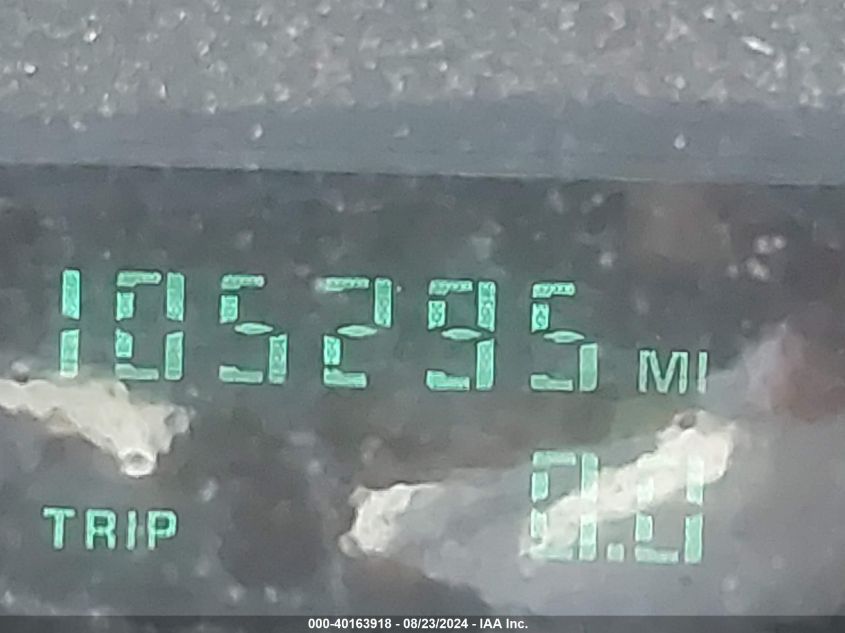 105295 MI
TRIP 0.0
000-40163918 - 08/23/2024 - IAA Inc.